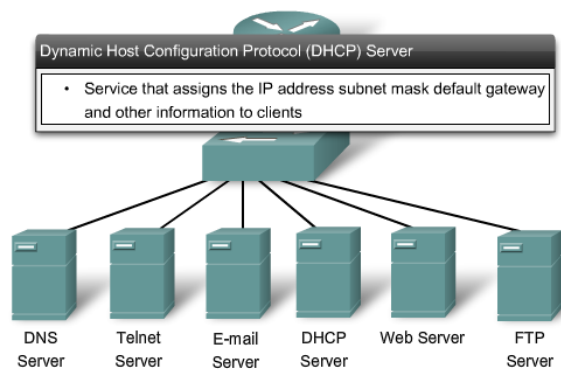 Dynamic Host Configuration Protocol (DHCP) Server
• Service that assigns the IP address subnet mask default gateway
and other information to clients
DNS
Server
Telnet
Server
E-mail
Server
DHCP
Server
Web Server
FTP
Server